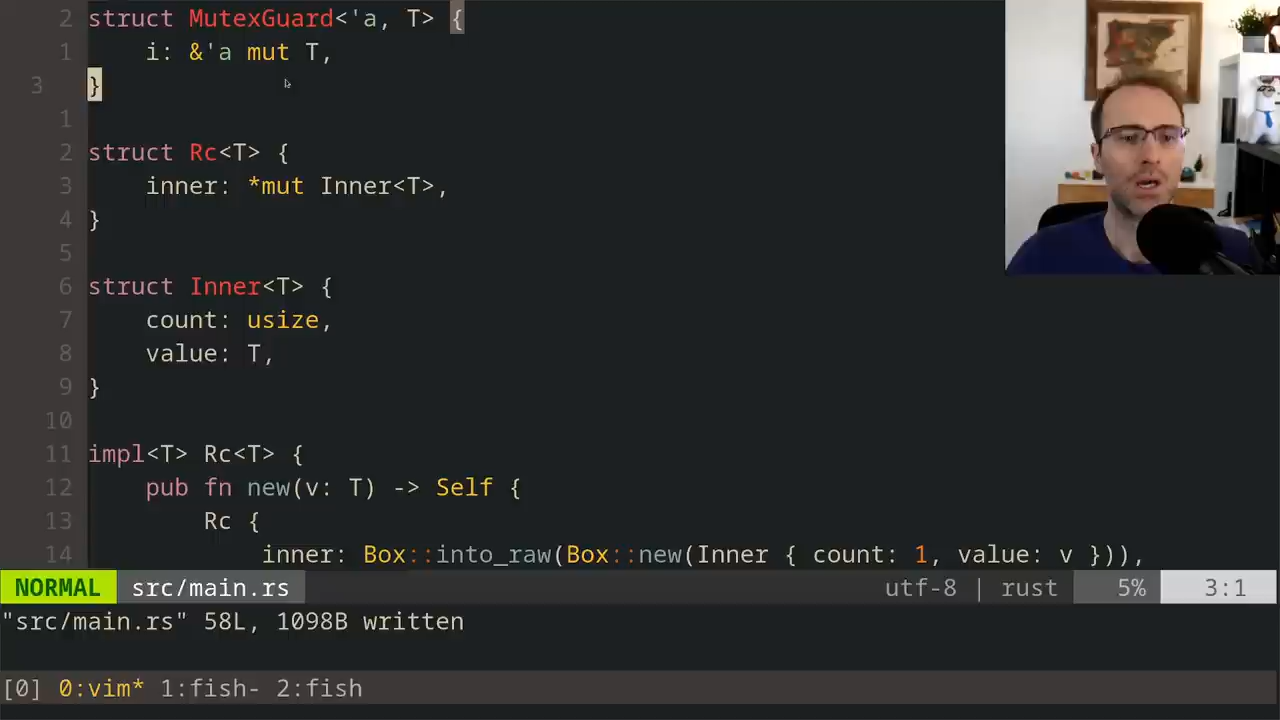 2 struct MutexGuard<'a, T> {
1     i: &'a mut T,
3 }
1
2 struct Rc<T> {
3     inner: *mut Inner<T>,
4 }
5
6 struct Inner<T> {
7     count: usize,
8     value: T,
9 }
10
11 impl<T> Rc<T> {
12     pub fn new(v: T) -> Self {
13         Rc {
14             inner: Box::into_raw(Box::new(Inner { count: 1, value: v })),
NORMAL src/main.rs utf-8 | rust 5% 3:1
"src/main.rs" 58L, 1098B written
[0] 0:vim* 1:fish- 2:fish